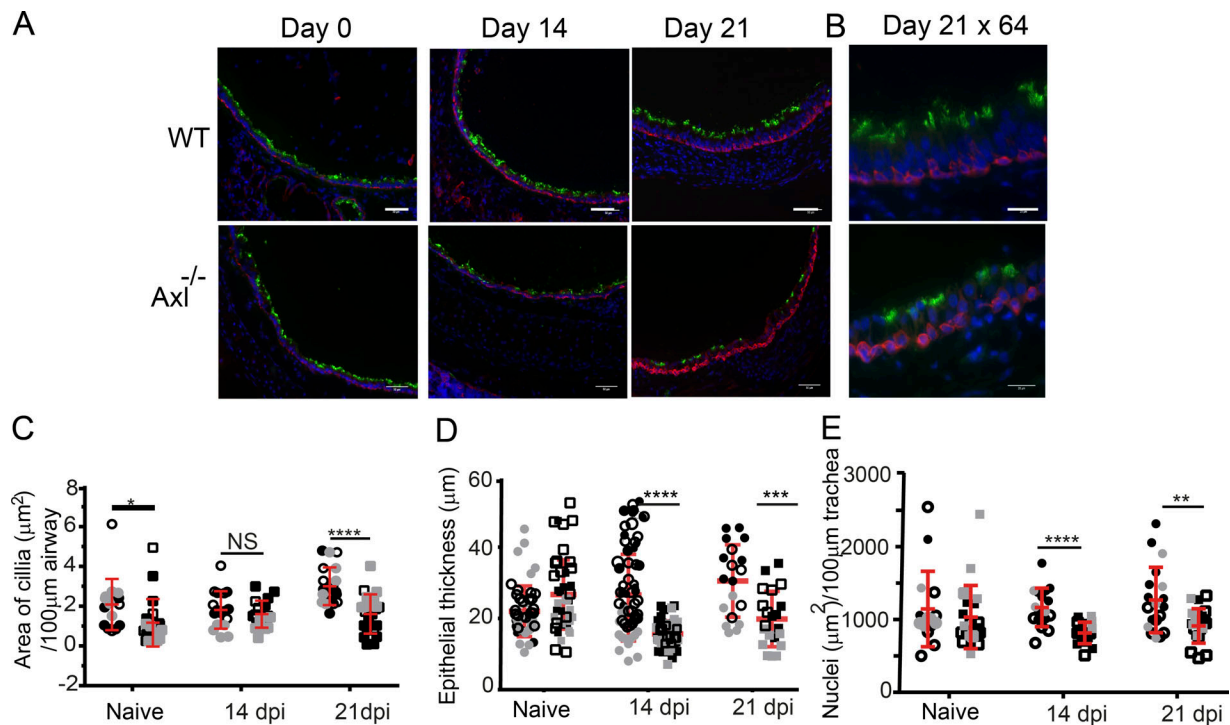 A
Day 0
Day 14
Day 21
B
Day 21 x 64
WT
Axl-/-
C
D
E
Area of cillia (μm2)
/100μm airway
8
6
4
2
0
-2
*
NS
****
Naive
14 dpi
21dpi
Epithelial thickness (μm)
60
40
20
0
****
***
Naive
14 dpi
21 dpi
Nuclei (μm2)/100μm trachea
3000
2000
1000
0
****
**
Naive
14 dpi
21 dpi